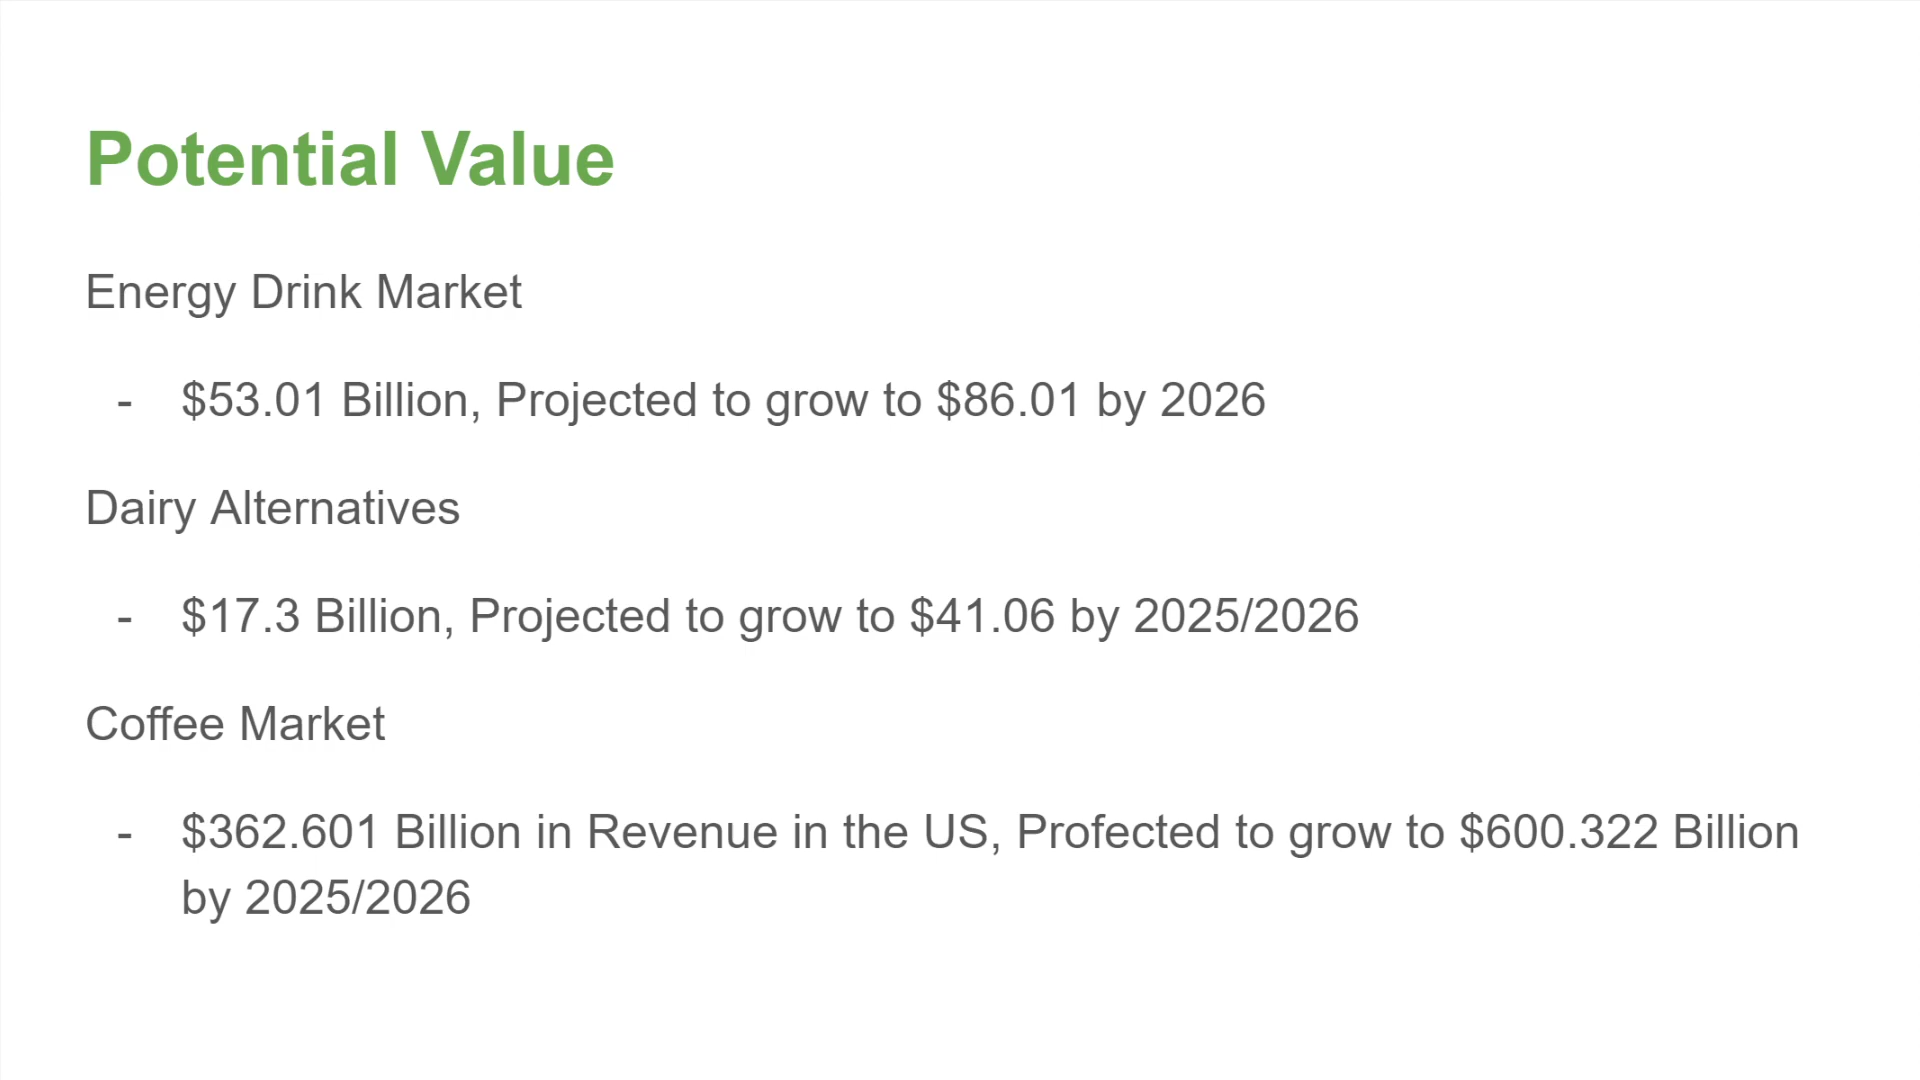 Potential Value
Energy Drink Market
- $53.01 Billion, Projected to grow to $86.01 by 2026
Dairy Alternatives
- $17.3 Billion, Projected to grow to $41.06 by 2025/2026
Coffee Market
- $362.601 Billion in Revenue in the US, Profected to grow to $600.322 Billion
by 2025/2026